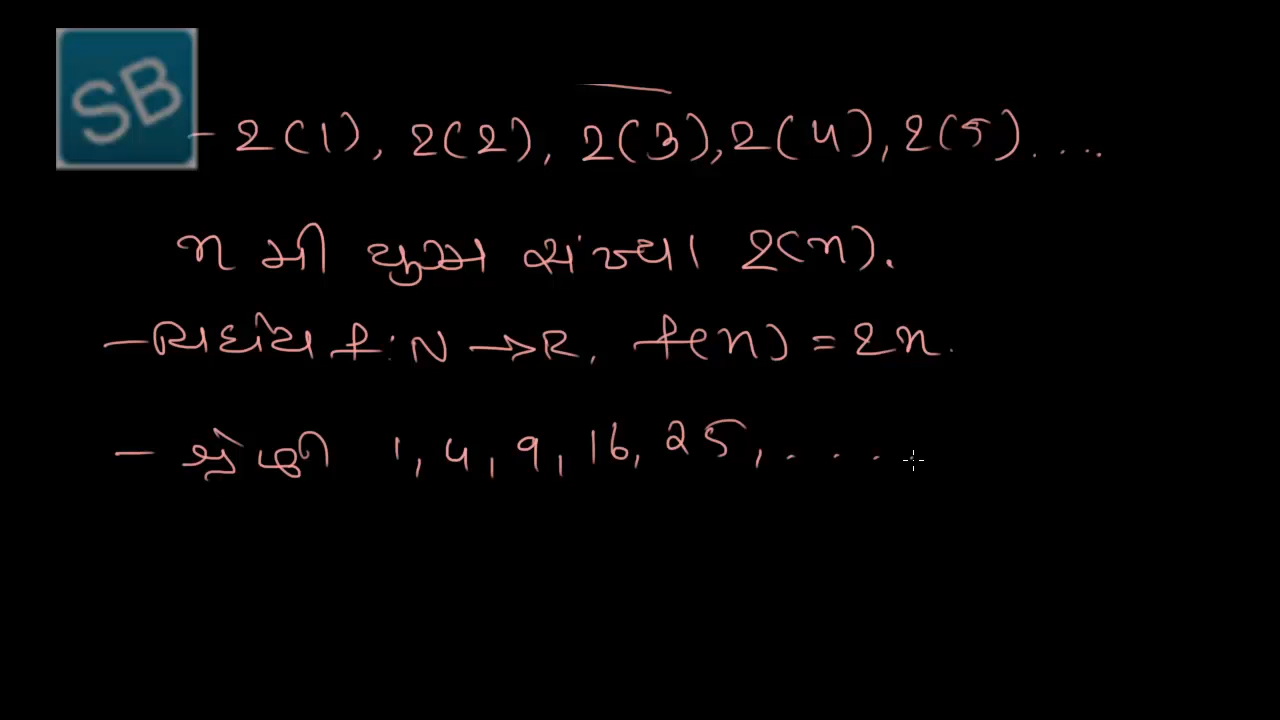 SB
- 2(1), 2(2), 2(3), 2(4), 2(5)....
n મી યુગ્મ સંખ્યા 2(n).
- વિધેય f: N → R, f(n) = 2n.
- શ્રેણી 1, 4, 9, 16, 25, ....